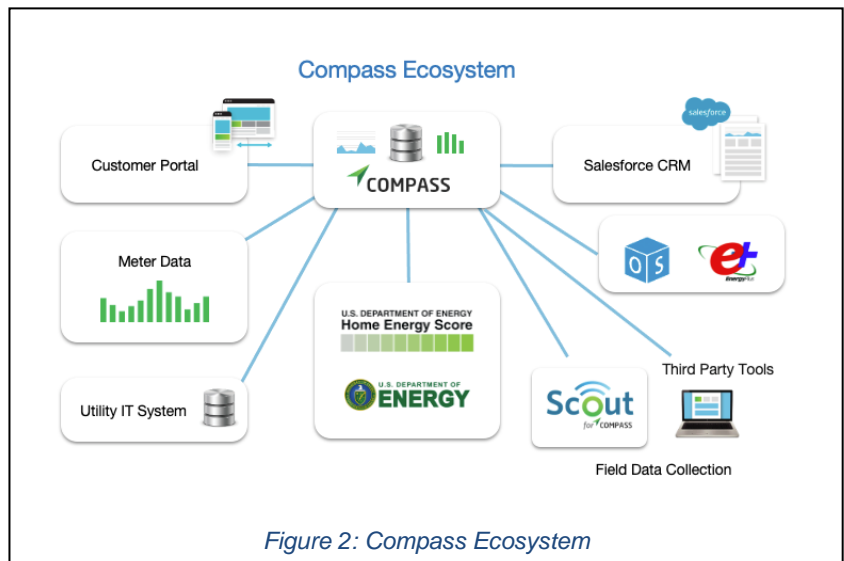 Compass Ecosystem
Customer Portal
COMPASS
salesforce
Salesforce CRM
Meter Data
OS
e+
EnergyPlus
U.S. DEPARTMENT OF ENERGY
Home Energy Score
U.S. DEPARTMENT OF
ENERGY
Utility IT System
Scout
for COMPASS
Third Party Tools
Field Data Collection
Figure 2: Compass Ecosystem